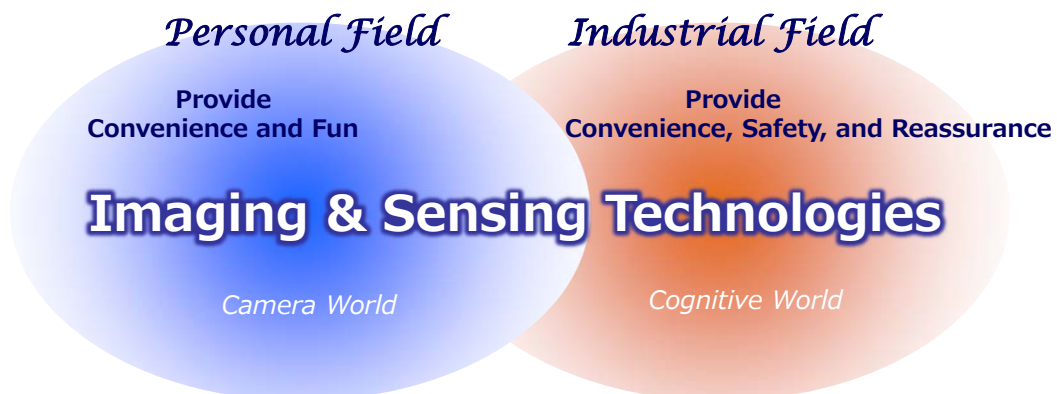 Personal Field
Industrial Field
Provide
Convenience and Fun
Provide
Convenience, Safety, and Reassurance
Imaging & Sensing Technologies
Camera World
Cognitive World